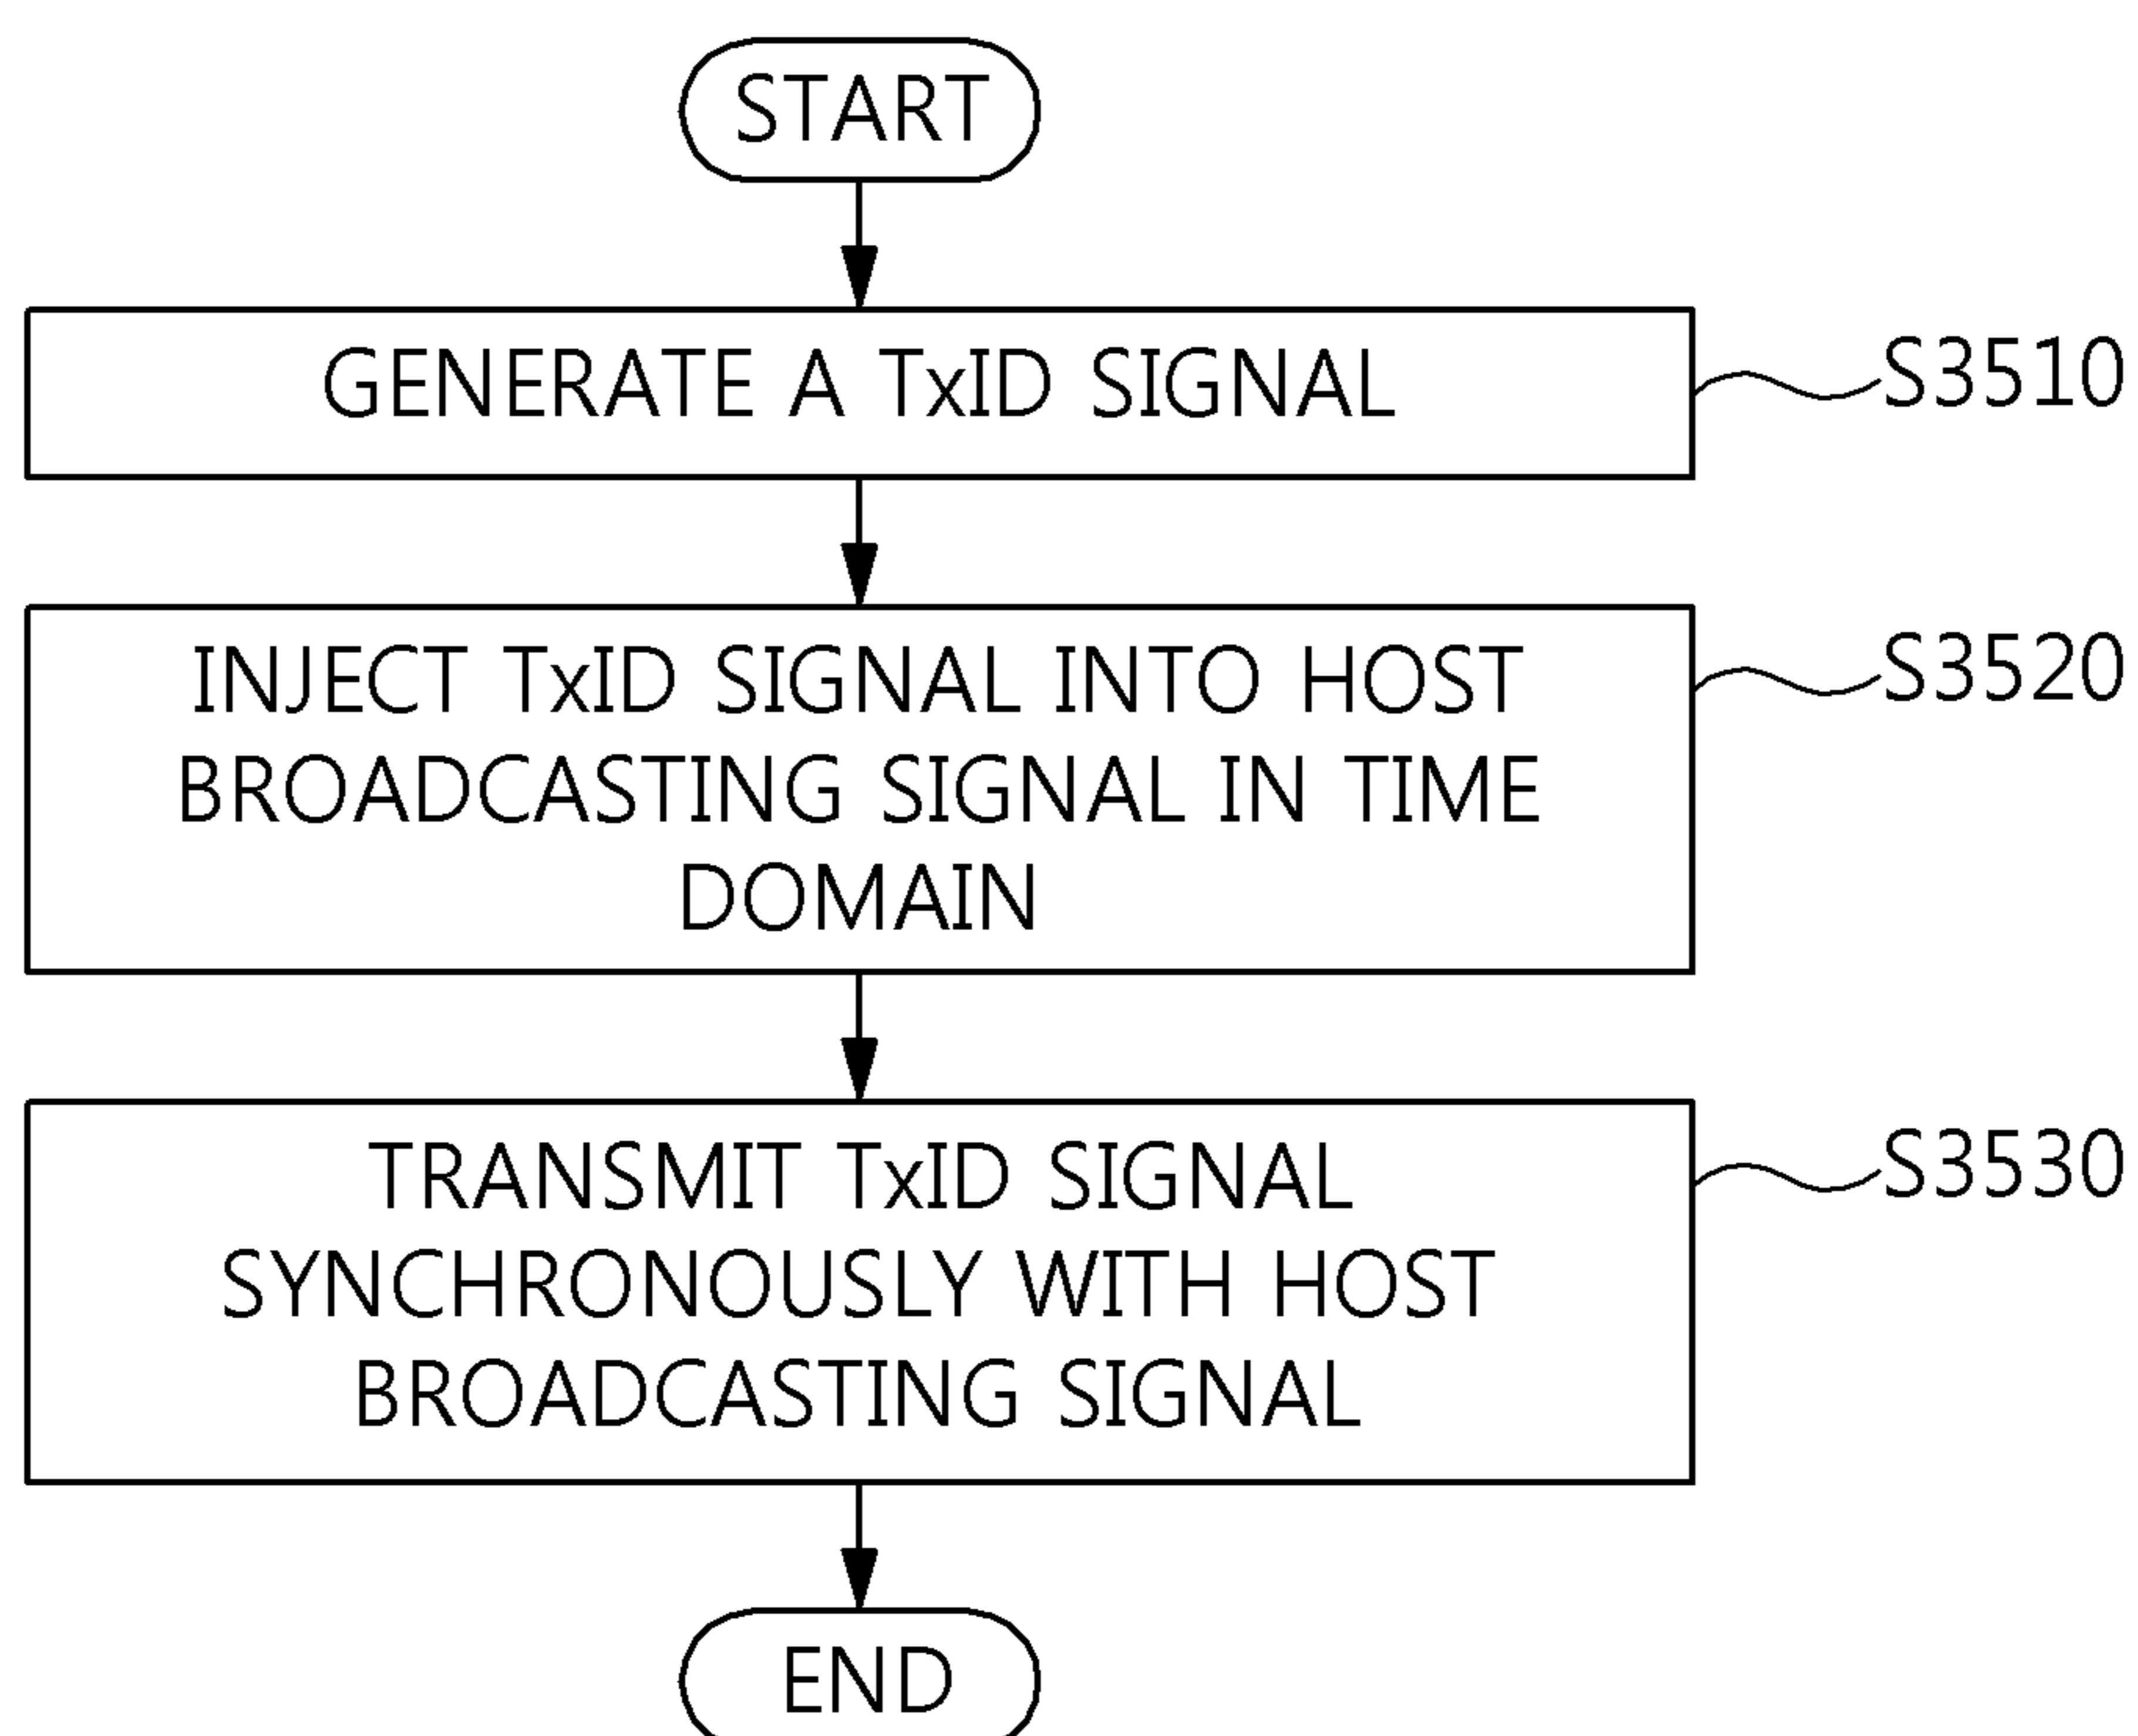 START
GENERATE A TxID SIGNAL
S3510
INJECT TxID SIGNAL INTO HOST
BROADCASTING SIGNAL IN TIME
DOMAIN
S3520
TRANSMIT TxID SIGNAL
SYNCHRONOUSLY WITH HOST
BROADCASTING SIGNAL
S3530
END